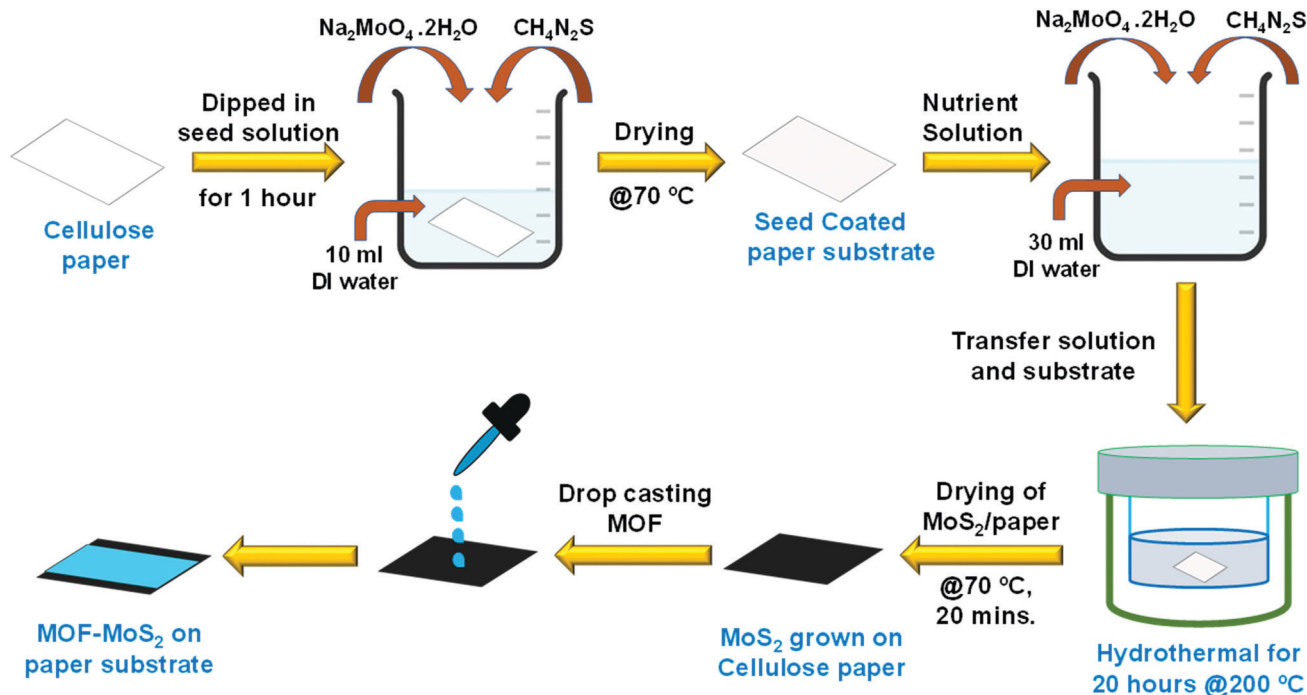 Na₂MoO₄.2H₂O
CH₄N₂S
Dipped in
seed solution
for 1 hour
Cellulose
paper
10 ml
DI water
Drying
@70 ºC
Seed Coated
paper substrate
Nutrient
Solution
Na₂MoO₄.2H₂O
CH₄N₂S
30 ml
DI water
Transfer solution
and substrate
Hydrothermal for
20 hours @200 ºC
Drying of
MoS₂/paper
@70 ºC,
20 mins.
MoS₂ grown on
Cellulose paper
Drop casting
MOF
MOF-MoS₂ on
paper substrate